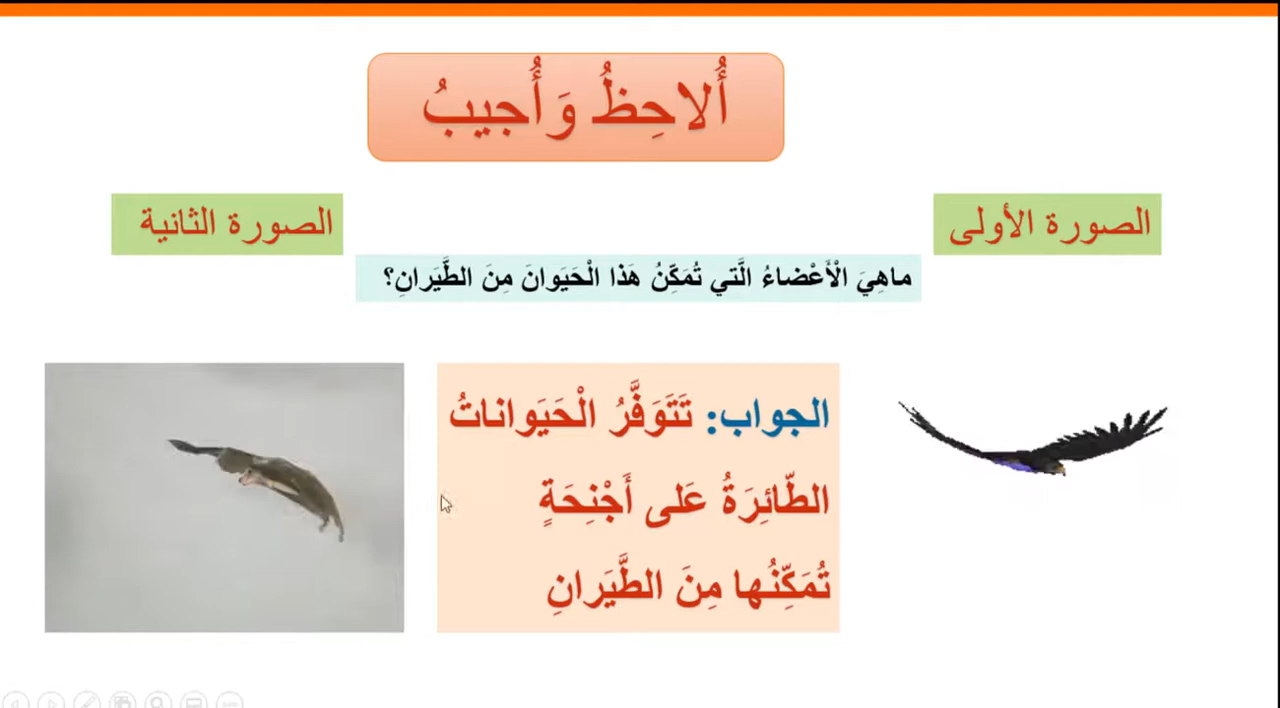 أُلاحِظُ وَ أُجيبُ
الصورة الأولى
الصورة الثانية
ماهِيَ الْأَعْضاءُ الَّتي تُمَكِّنُ هَذا الْحَيَوانَ مِنَ الطَّيَرانِ؟
الجواب: تَتَوَفَّرُ الْحَيَواناتُ
الطّائِرَةُ عَلى أَجْنِحَةٍ
تُمَكِّنُها مِنَ الطَّيَرانِ